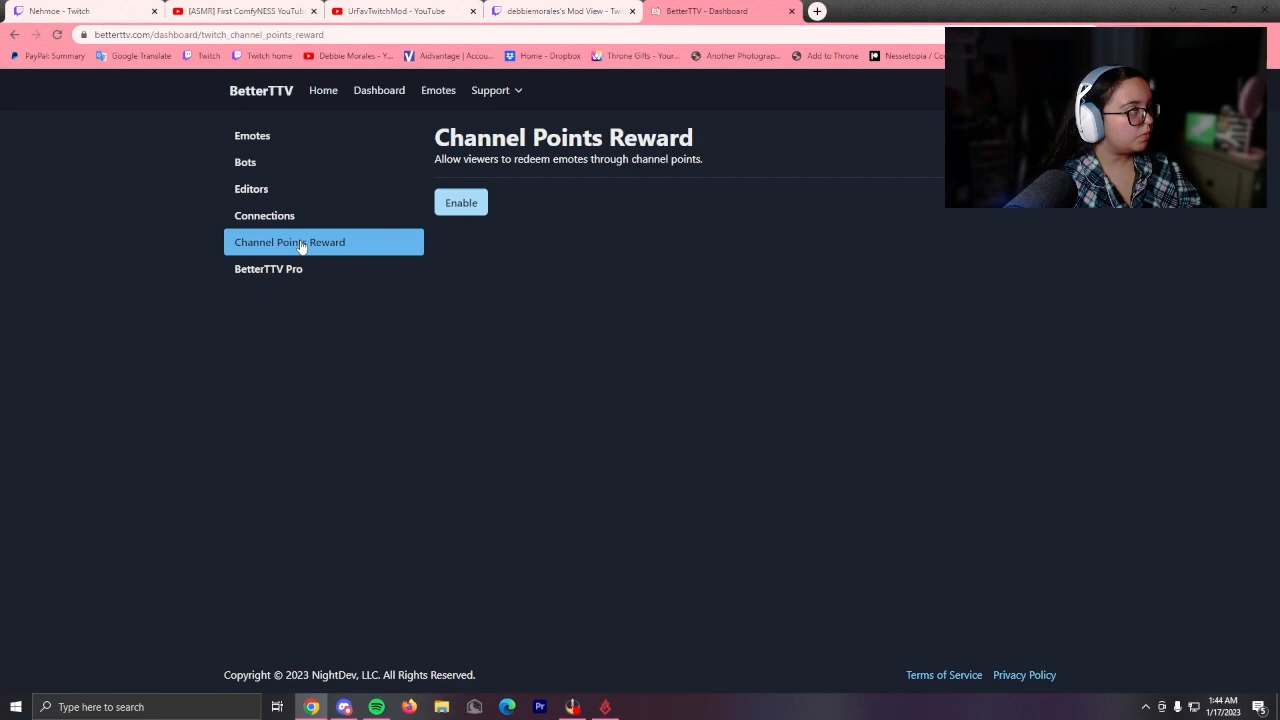 Nehmoe - Twitch
[ASMR] First ComfyNESS YouTub
UrFavTwitchMod - YouTube
debbiemorales's Mod View - Twi
BetterTTV - Dashboard
betterttv.com/dashboard/twitch_channel_points_reward
PayPal: Summary
Google Translate
Twitch
Twitch home
Debbie Morales - Y...
Aidvantage | Accou...
Home - Dropbox
Throne Gifts - Your...
Another Photograp...
Add to Throne
Nessietopia / Co
BetterTTV
Home
Dashboard
Emotes
Support
Emotes
Bots
Editors
Connections
Channel Points Reward
BetterTTV Pro
Channel Points Reward
Allow viewers to redeem emotes through channel points.
Enable
Copyright © 2023 NightDev, LLC. All Rights Reserved.
Terms of Service
Privacy Policy
Type here to search
Pr
1:44 AM
1/17/2023
5